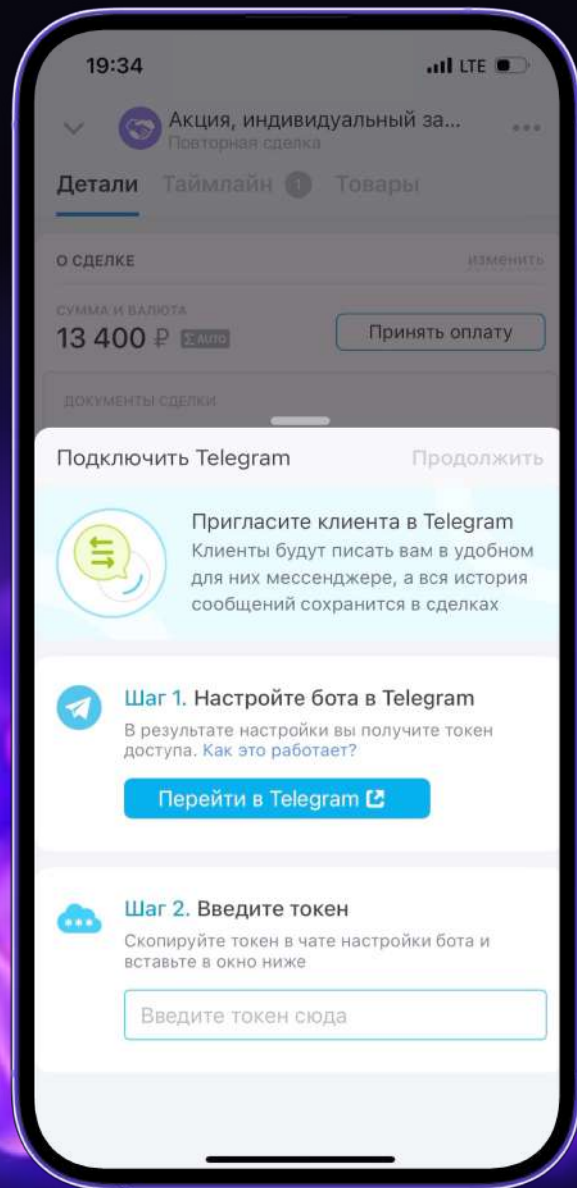 19:34
LTE
Акция, индивидуальный за...
Повторная сделка
Детали Таймлайн 1 Товары
О СДЕЛКЕ изменить
СУММА И ВАЛЮТА
13 400 ₽ Σ AUTO Принять оплату
ДОКУМЕНТЫ СДЕЛКИ
Подключить Telegram Продолжить
Пригласите клиента в Telegram
Клиенты будут писать вам в удобном
для них мессенджере, а вся история
сообщений сохранится в сделках
Шаг 1. Настройте бота в Telegram
В результате настройки вы получите токен
доступа. Как это работает?
Перейти в Telegram
Шаг 2. Введите токен
Скопируйте токен в чате настройки бота и
вставьте в окно ниже
Введите токен сюда